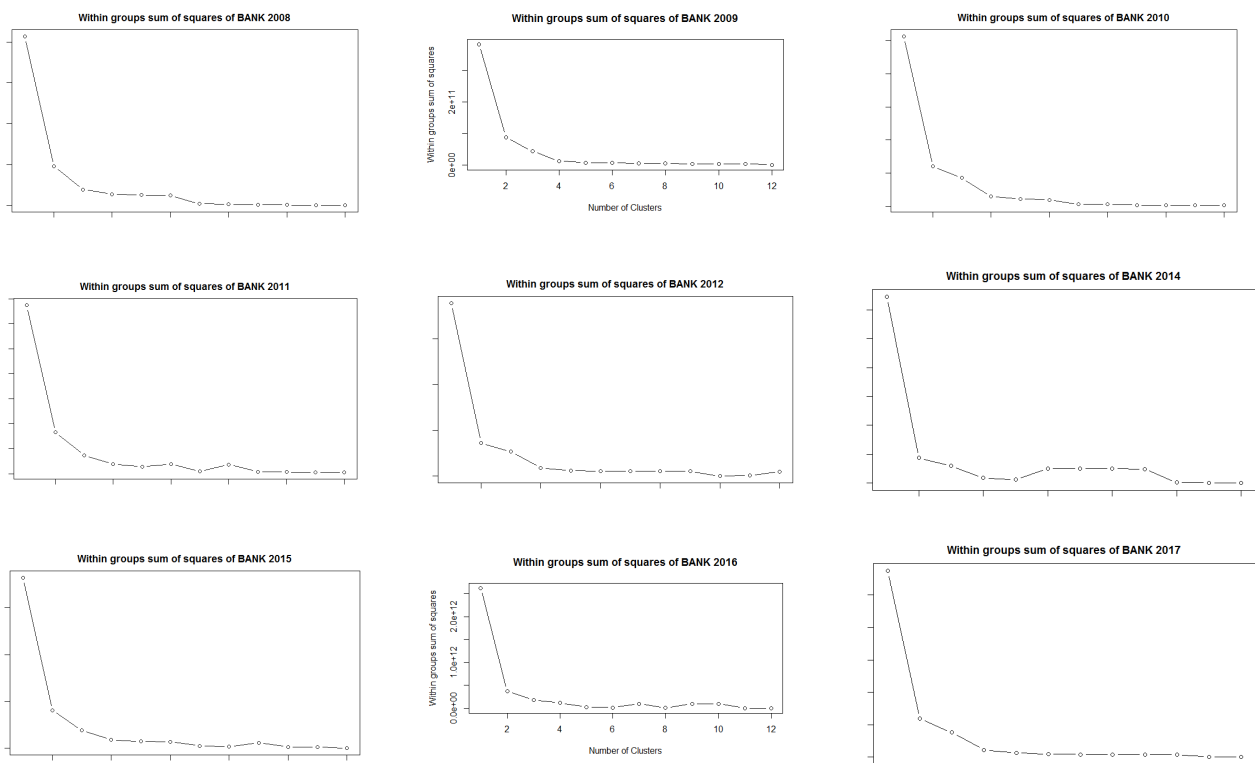 Within groups sum of squares of BANK 2008
Within groups sum of squares of BANK 2009
Within groups sum of squares of BANK 2010
Within groups sum of squares
2e+11
0e+00
2 4 6 8 10 12
Number of Clusters
Within groups sum of squares of BANK 2011
Within groups sum of squares of BANK 2012
Within groups sum of squares of BANK 2014
Within groups sum of squares of BANK 2015
Within groups sum of squares of BANK 2016
Within groups sum of squares of BANK 2017
Within groups sum of squares
2.0e+12
1.0e+12
0.0e+00
2 4 6 8 10 12
Number of Clusters